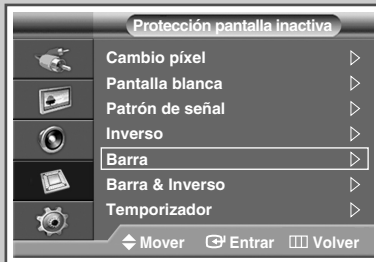 Protección pantalla inactiva
Cambio píxel
Pantalla blanca
Patrón de señal
Inverso
Barra
Barra & Inverso
Temporizador
Mover Entrar Volver